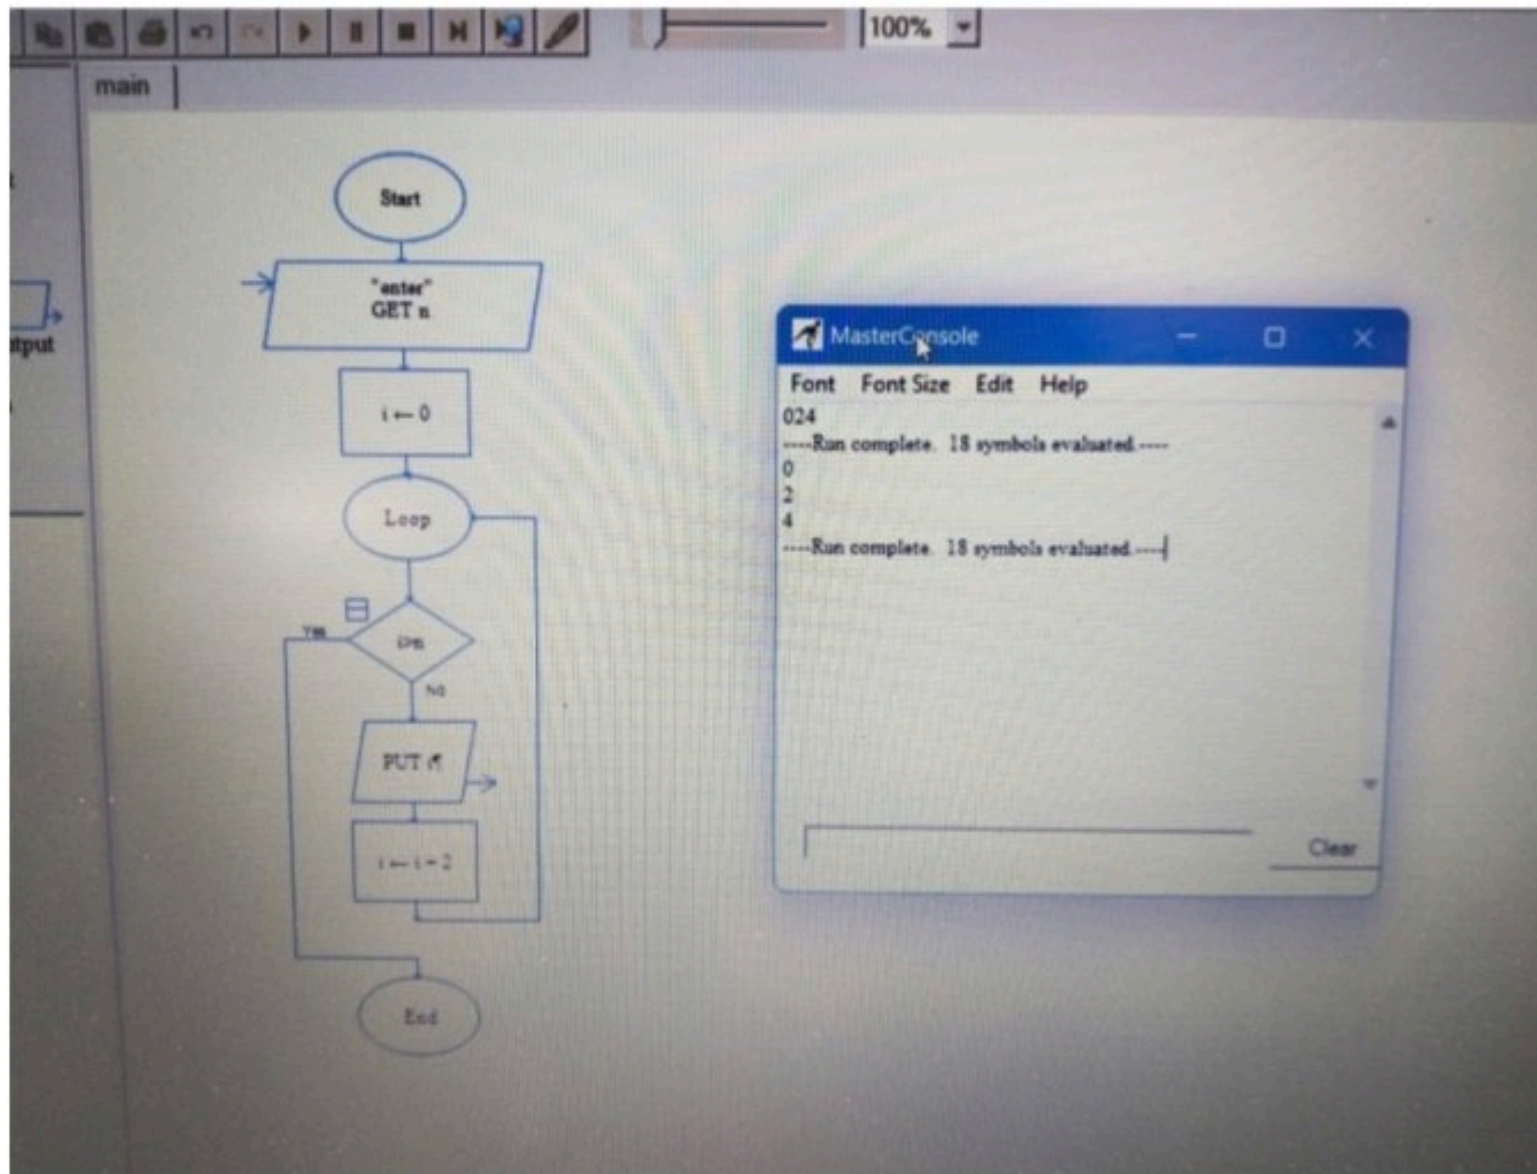 100%
main
Start
"enter"
GET n
i ← 0
Loop
Yes
i>n
No
PUT i¶
End
MasterConsole
Font Font Size Edit Help
024
----Run complete. 18 symbols evaluated.----
0
2
4
----Run complete. 18 symbols evaluated.----
Clear